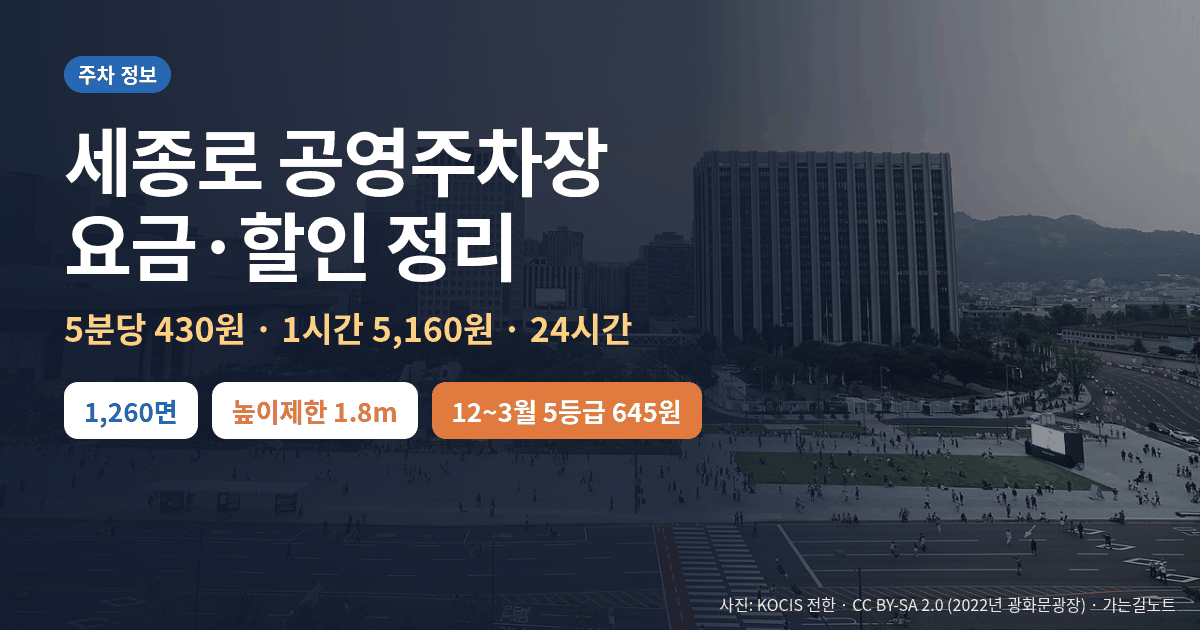 주차 정보
세종로 공영주차장
요금·할인 정리
5분당 430원 · 1시간 5,160원 · 24시간
1,260면
높이제한 1.8m
12~3월 5등급 645원
사진: KOCIS 전한 · CC BY-SA 2.0 (2022년 광화문광장) · 가는길노트